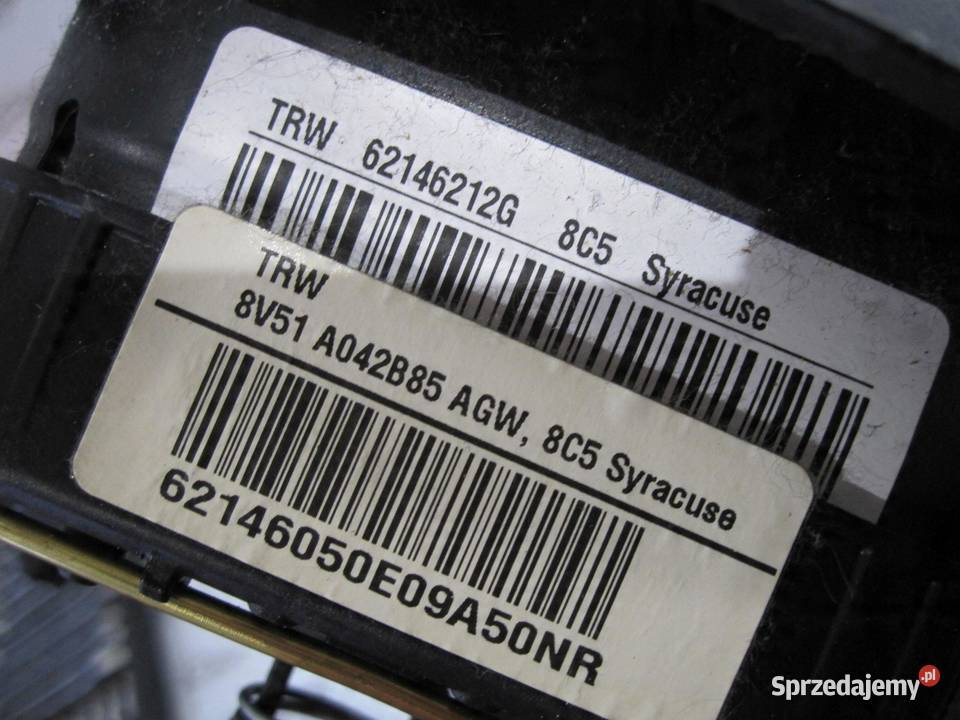 TRW 62146212G 8C5 Syracuse
TRW
8V51 A042B85 AGW, 8C5 Syracuse
62146050E09A50NR
Sprzedajemy.pl